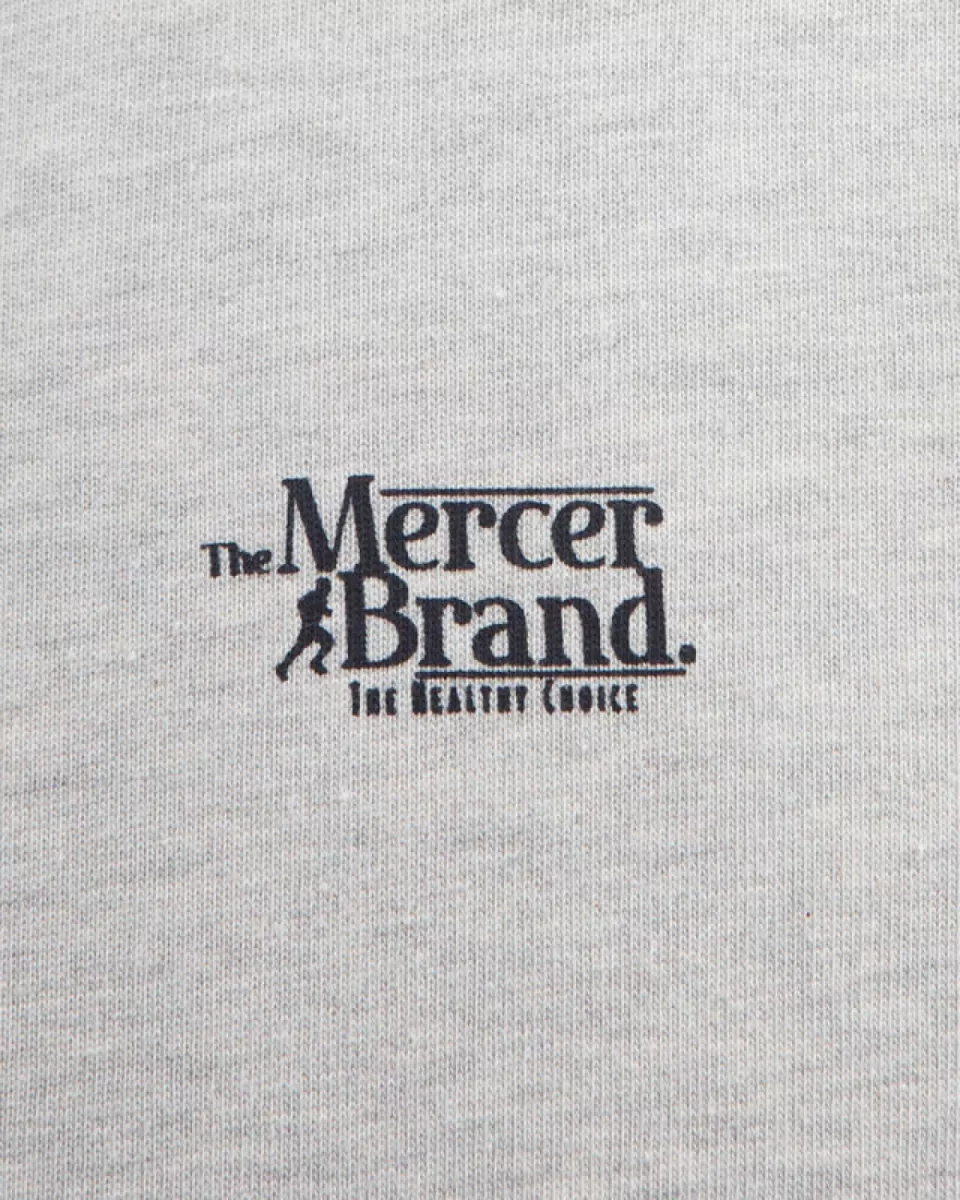 The Mercer
Brand.
THE HEALTHY CHOICE